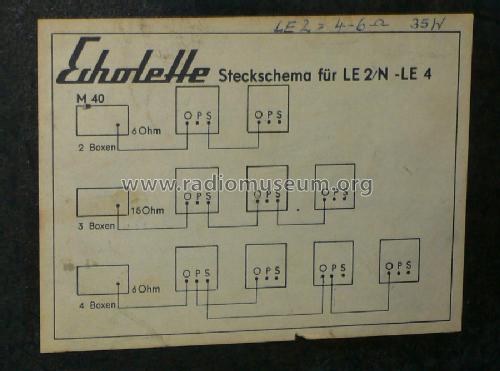 LE 2 = 4-6 Ω 35W
Echolette Steckschema für LE 2/N - LE 4
M 40
6 Ohm
O P S
O P S
2 Boxen
www.radiomuseum.org
16 Ohm
O P S
O P S
O P S
3 Boxen
6 Ohm
O P S
O P S
O P S
O P S
4 Boxen